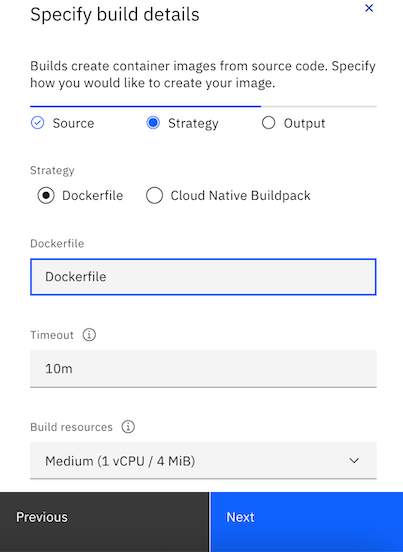 Specify build details
Builds create container images from source code. Specify
how you would like to create your image.
Source
Strategy
Output
Strategy
Dockerfile
Cloud Native Buildpack
Dockerfile
Dockerfile
Timeout
10m
Build resources
Medium (1 vCPU / 4 MiB)
Previous
Next